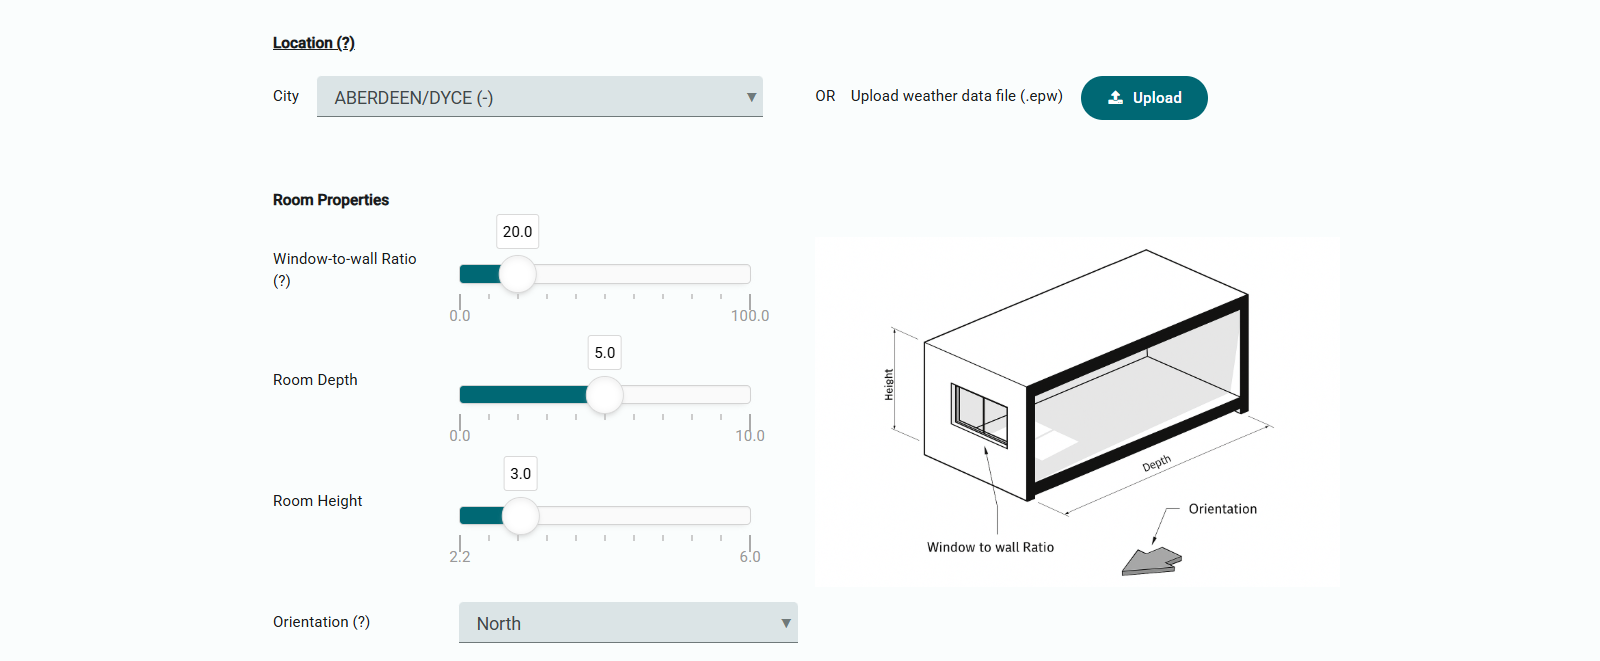 Location (?)
City
ABERDEEN/DYCE (-)
OR Upload weather data file (.epw)
Upload
Room Properties
20.0
Window-to-wall Ratio
(?)
0.0
100.0
5.0
Room Depth
0.0
10.0
3.0
Room Height
2.2
6.0
Orientation (?)
North
Height
Depth
Orientation
Window to wall Ratio